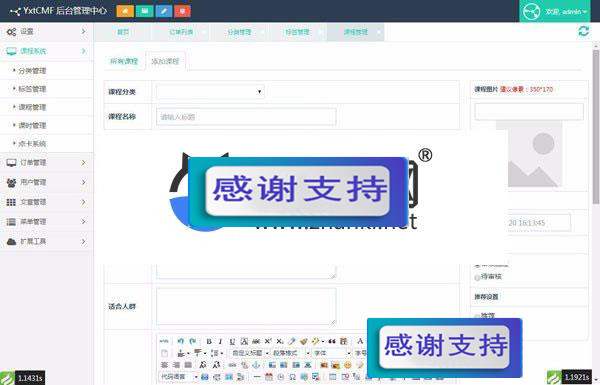 YxtCMF 后台管理中心
欢迎, admin
设置
课程系统
分类管理
标签管理
课程管理
课时管理
点卡系统
订单管理
用户管理
文章管理
菜单管理
扩展工具
首页
订单列表
分类管理
标签管理
课程管理
所有课程
添加课程
课程分类
课程名称
请输入标题
®
网
感谢支持
适合人群
HTML
自定义标题
段落格式
字体
字号
代码语言
感谢支持
课程图片 建议像素：350*170
20 16:13:45
待审核
推荐设置
推荐
1.1431s
1.1921s